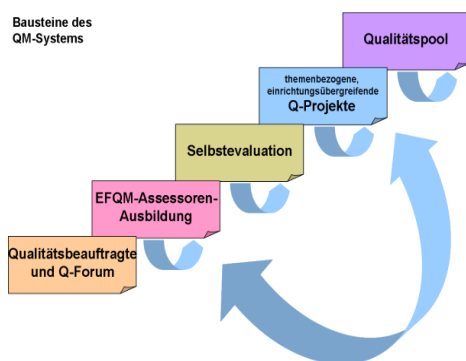 Bausteine des
QM-Systems
Qualitätspool
themenbezogene,
einrichtungsübergreifende
Q-Projekte
Selbstevaluation
EFQM-Assessoren-
Ausbildung
Qualitätsbeauftragte
und Q-Forum